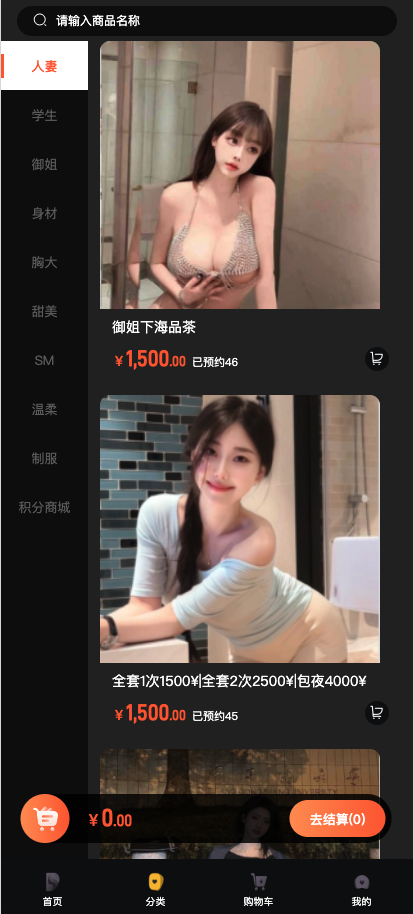 请输入商品名称
人妻
学生
御姐
身材
胸大
甜美
SM
温柔
制服
积分商城
御姐下海品茶
￥1,500.00 已预约46
全套1次1500¥|全套2次2500¥|包夜4000¥
￥1,500.00 已预约45
￥0.00
去结算(0)
首页
分类
购物车
我的